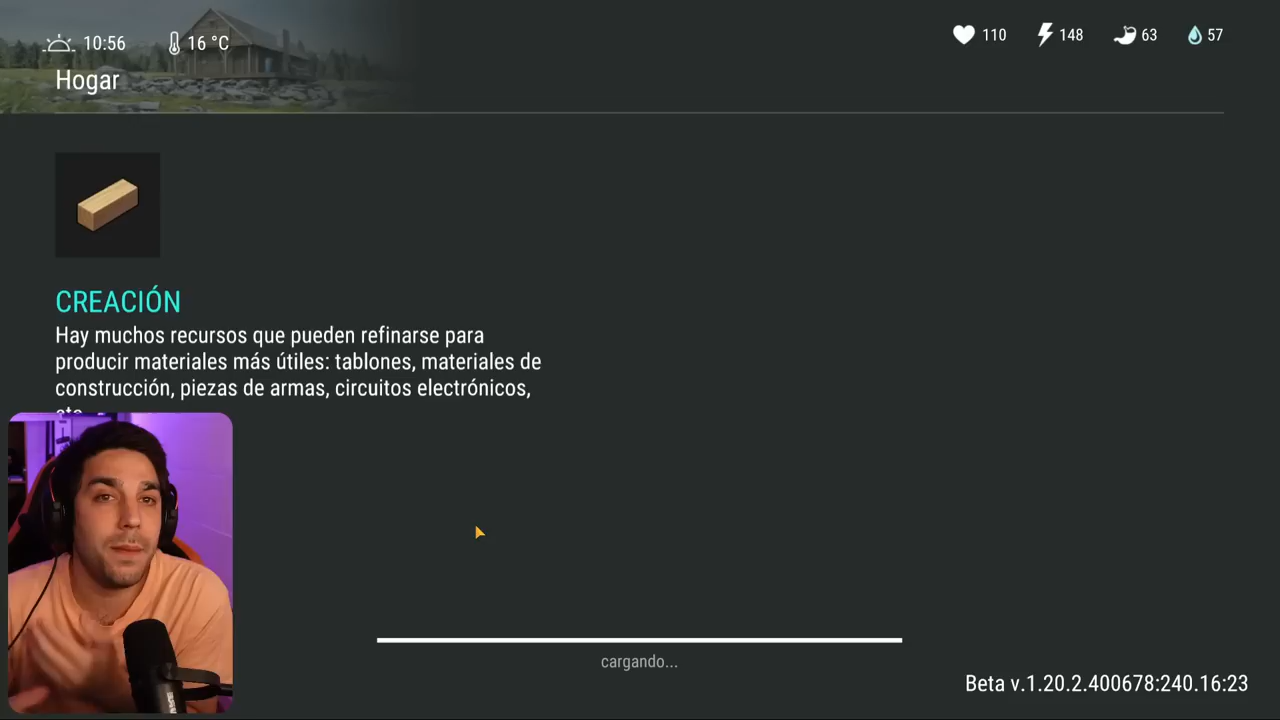 10:56
16 °C
110
148
63
57
Hogar
CREACIÓN
Hay muchos recursos que pueden refinarse para
producir materiales más útiles: tablones, materiales de
construcción, piezas de armas, circuitos electrónicos,
etc.
cargando...
Beta v.1.20.2.400678:240.16:23